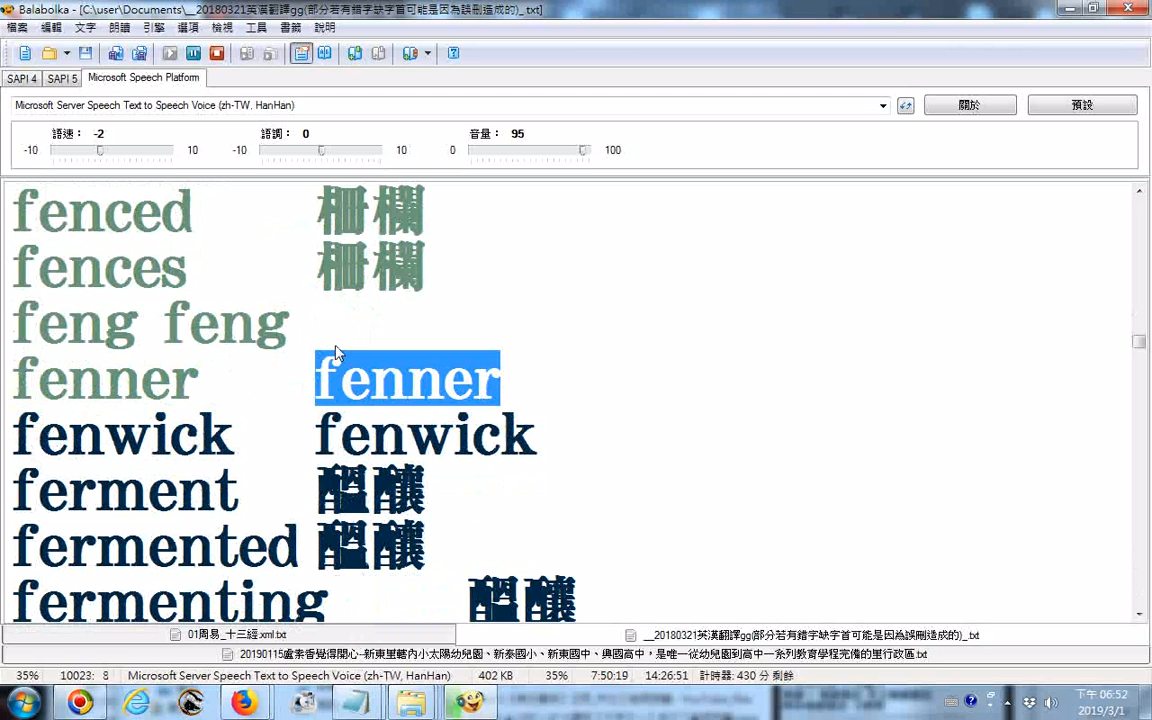 Balabolka - [C:\user\Documents\__20180321英漢翻譯gg(部分若有錯字缺字首可能是因為誤刪造成的)_.txt]
檔案 編輯 文字 朗讀 引擎 選項 檢視 工具 書籤 說明
SAPI 4 SAPI 5 Microsoft Speech Platform
Microsoft Server Speech Text to Speech Voice (zh-TW, HanHan) 關於 預設
語速： -2 語調： 0 音量： 95
-10 10 -10 10 0 100
fenced 柵欄
fences 柵欄
feng feng
fenner fenner
fenwick fenwick
ferment 醞釀
fermented 醞釀
fermenting 醞釀
01周易_十三經.xml.txt __20180321英漢翻譯gg(部分若有錯字缺字首可能是因為誤刪造成的)_.txt
20190115盧素香覺得開心-新東里轄內小太陽幼兒園、新泰國小、新東國中、興國高中，是唯一從幼兒園到高中一系列教育學程完備的里行政區.txt
35% 10023: 8 Microsoft Server Speech Text to Speech Voice (zh-TW, HanHan) 402 KB 35% 7:50:19 14:26:51 計時器: 430 分 剩餘
下午 06:52
2019/3/1